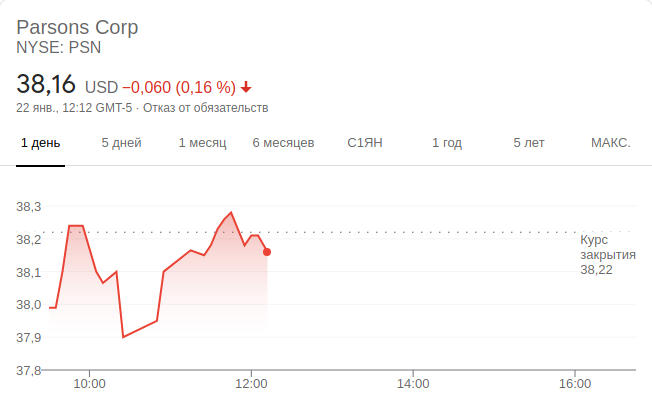 Parsons Corp
NYSE: PSN
38,16 USD −0,060 (0,16 %)
22 янв., 12:12 GMT-5 · Отказ от обязательств
1 день 5 дней 1 месяц 6 месяцев С1ЯН 1 год 5 лет МАКС.
38,3
38,2
38,1
38,0
37,9
37,8
Курс
закрытия
38,22
10:00 12:00 14:00 16:00